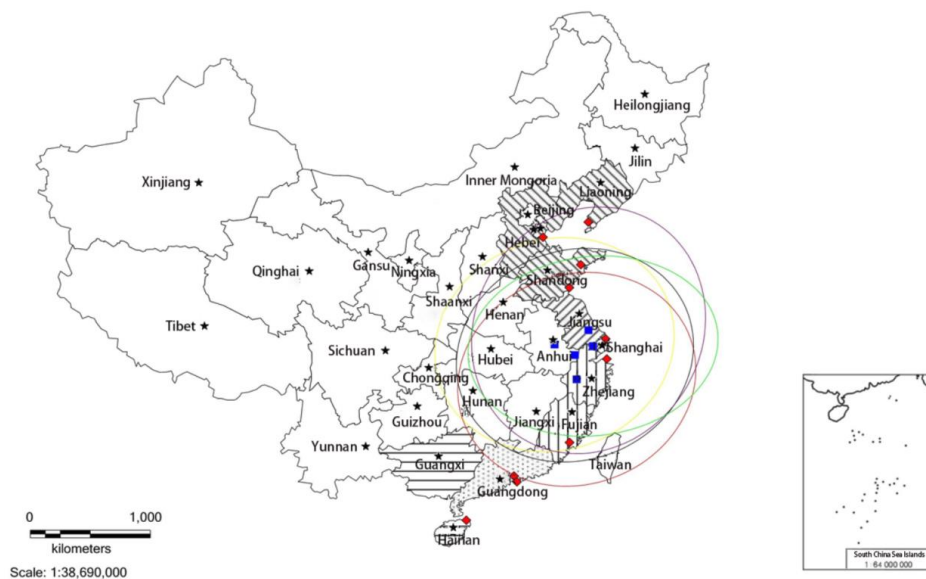 Heilongjiang
Jilin
Xinjiang
Inner Mongoria
Liaoning
Beijing
Hebei
Gansu
Ningxia
Shanxi
Qinghai
Shandong
Shaanxi
Henan
Jiangsu
Tibet
Sichuan
Hubei
Anhui
Shanghai
Chongqing
Hunan
Zhejiang
Guizhou
Jiangxi
Fujian
Yunnan
Guangxi
Taiwan
Guangdong
Hainan
0 1,000
kilometers
Scale: 1:38,690,000
South China Sea Islands
1:64 000 000